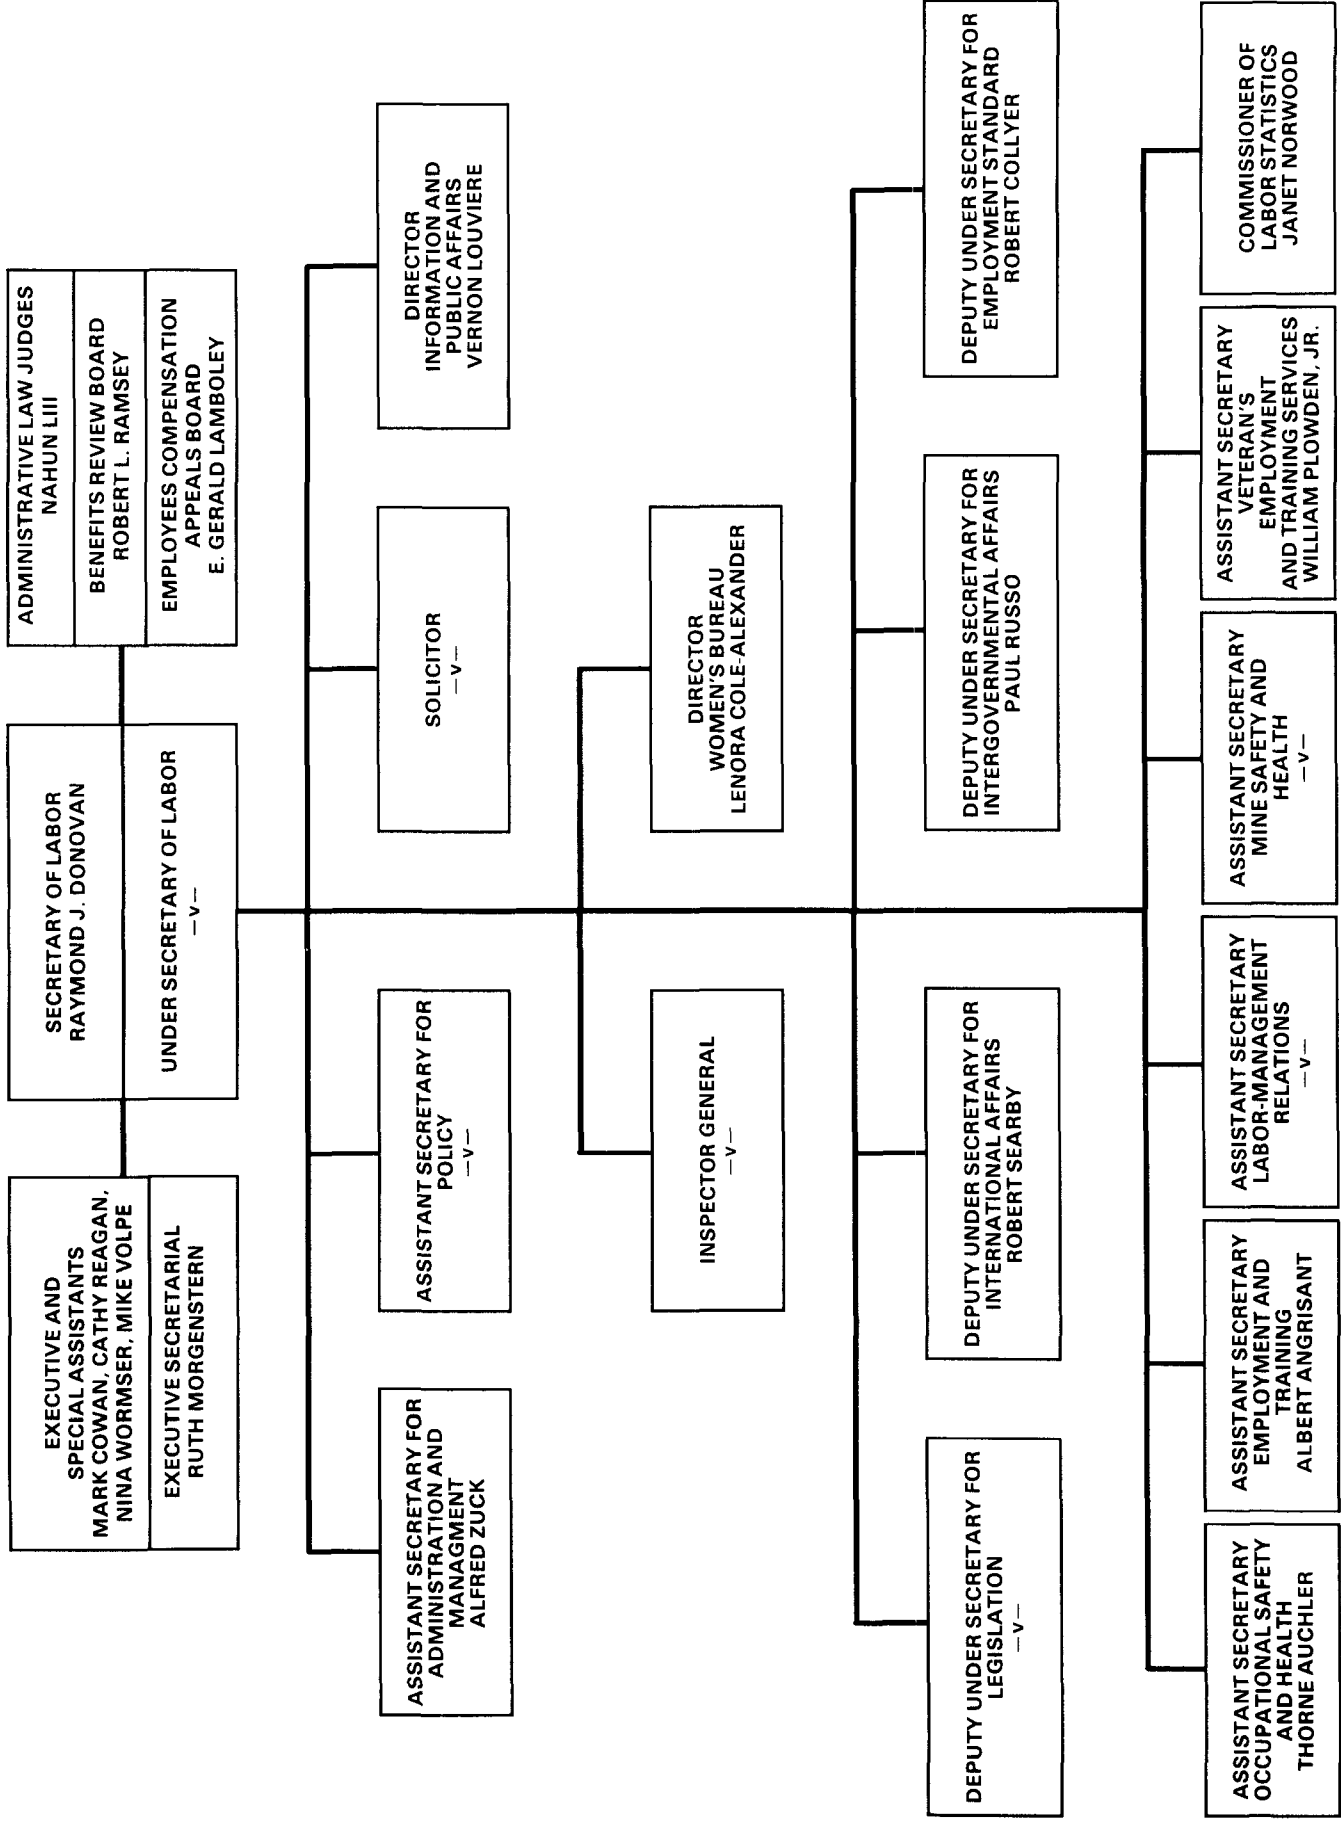 EXECUTIVE AND
SPECIAL ASSISTANTS
MARK COWAN, CATHY REAGAN,
NINA WORMSER, MIKE VOLPE
EXECUTIVE SECRETARIAL
RUTH MORGENSTERN
SECRETARY OF LABOR
RAYMOND J. DONOVAN
UNDER SECRETARY OF LABOR
—V—
ADMINISTRATIVE LAW JUDGES
NAHUN LIII
BENEFITS REVIEW BOARD
ROBERT L. RAMSEY
EMPLOYEES COMPENSATION
APPEALS BOARD
E. GERALD LAMBOLEY
ASSISTANT SECRETARY FOR
ADMINISTRATION AND
MANAGMENT
ALFRED ZUCK
ASSISTANT SECRETARY FOR
POLICY
—V—
SOLICITOR
—V—
DIRECTOR
INFORMATION AND
PUBLIC AFFAIRS
VERNON LOUVIERE
INSPECTOR GENERAL
—V—
DIRECTOR
WOMEN'S BUREAU
LENORA COLE-ALEXANDER
DEPUTY UNDER SECRETARY FOR
LEGISLATION
—V—
DEPUTY UNDER SECRETARY FOR
INTERNATIONAL AFFAIRS
ROBERT SEARBY
DEPUTY UNDER SECRETARY FOR
INTERGOVERNMENTAL AFFAIRS
PAUL RUSSO
DEPUTY UNDER SECRETARY FOR
EMPLOYMENT STANDARD
ROBERT COLLYER
ASSISTANT SECRETARY
OCCUPATIONAL SAFETY
AND HEALTH
THORNE AUCHLER
ASSISTANT SECRETARY
EMPLOYMENT AND
TRAINING
ALBERT ANGRISANT
ASSISTANT SECRETARY
LABOR-MANAGEMENT
RELATIONS
—V—
ASSISTANT SECRETARY
MINE SAFETY AND
HEALTH
—V—
ASSISTANT SECRETARY
VETERAN'S
EMPLOYMENT
AND TRAINING SERVICES
WILLIAM PLOWDEN, JR.
COMMISSIONER OF
LABOR STATISTICS
JANET NORWOOD